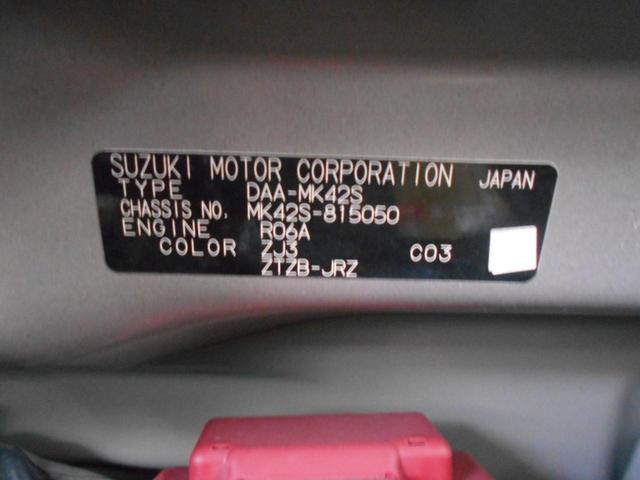 SUZUKI MOTOR CORPORATION JAPAN
TYPE DAA-MK42S
CHASSIS NO. MK42S-815050
ENGINE R06A
COLOR ZJ3 C03
ZTZB-JRZ